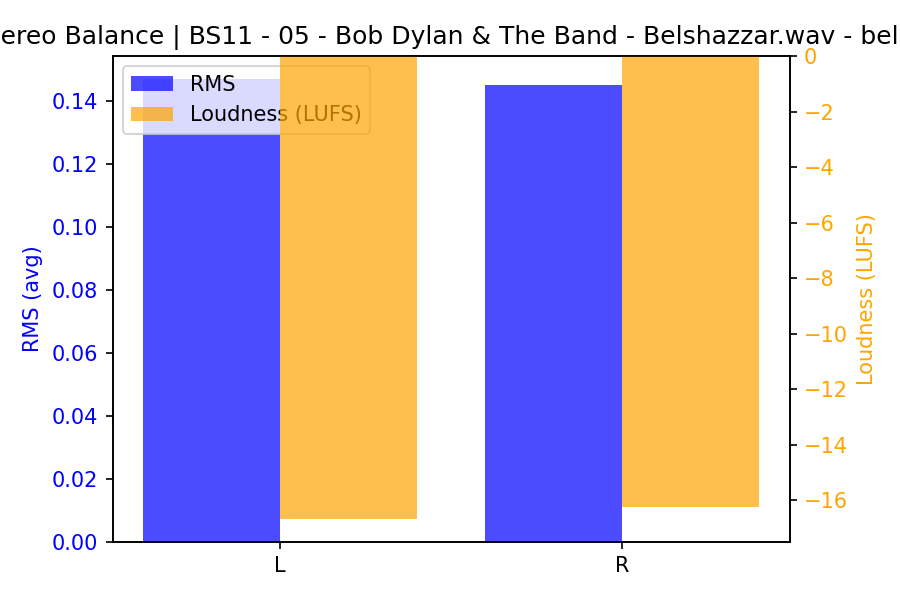 ereo Balance | BS11 - 05 - Bob Dylan & The Band - Belshazzar.wav - bel
RMS
Loudness (LUFS)
0.14
0.12
0.10
0.08
0.06
0.04
0.02
0.00
RMS (avg)
0
−2
−4
−6
−8
−10
−12
−14
−16
Loudness (LUFS)
L
R